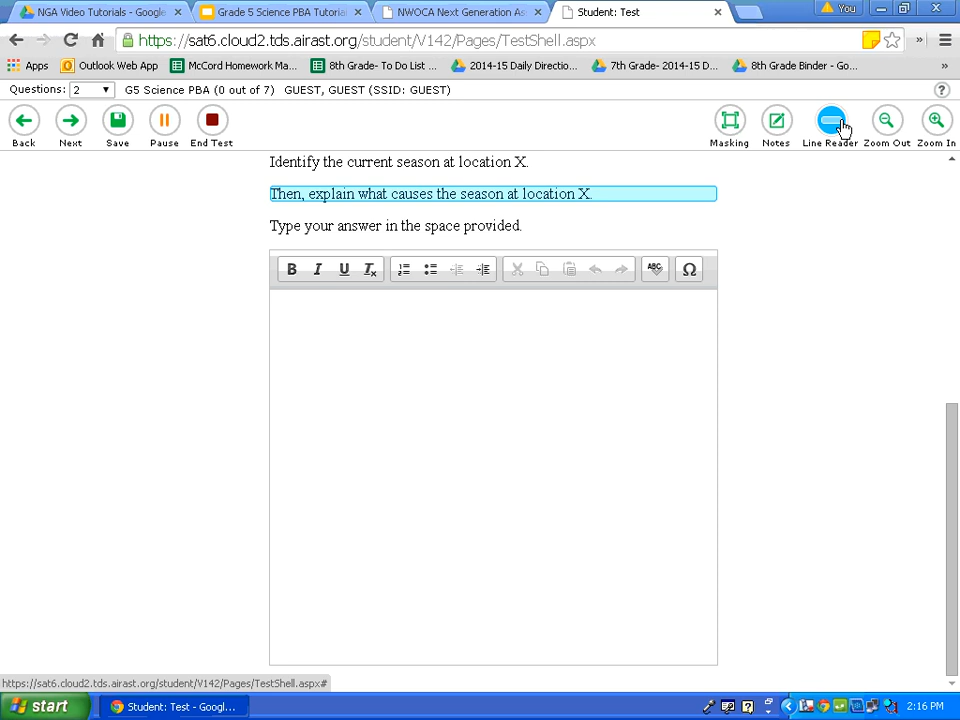 NGA Video Tutorials - Google
Grade 5 Science PBA Tutoria
NWOCA Next Generation As
Student: Test
You
https://sat6.cloud2.tds.airast.org/student/V142/Pages/TestShell.aspx
Apps
Outlook Web App
McCord Homework Ma...
8th Grade- To Do List ...
2014-15 Daily Directio...
7th Grade- 2014-15 D...
8th Grade Binder - Go...
Questions: 2
G5 Science PBA (0 out of 7) GUEST, GUEST (SSID: GUEST)
Back
Next
Save
Pause
End Test
Masking
Notes
Line Reader
Zoom Out
Zoom In
Identify the current season at location X.
Then, explain what causes the season at location X.
Type your answer in the space provided.
B I U Tx
ABC
Ω
https://sat6.cloud2.tds.airast.org/student/V142/Pages/TestShell.aspx#
start
Student: Test - Googl...
2:16 PM